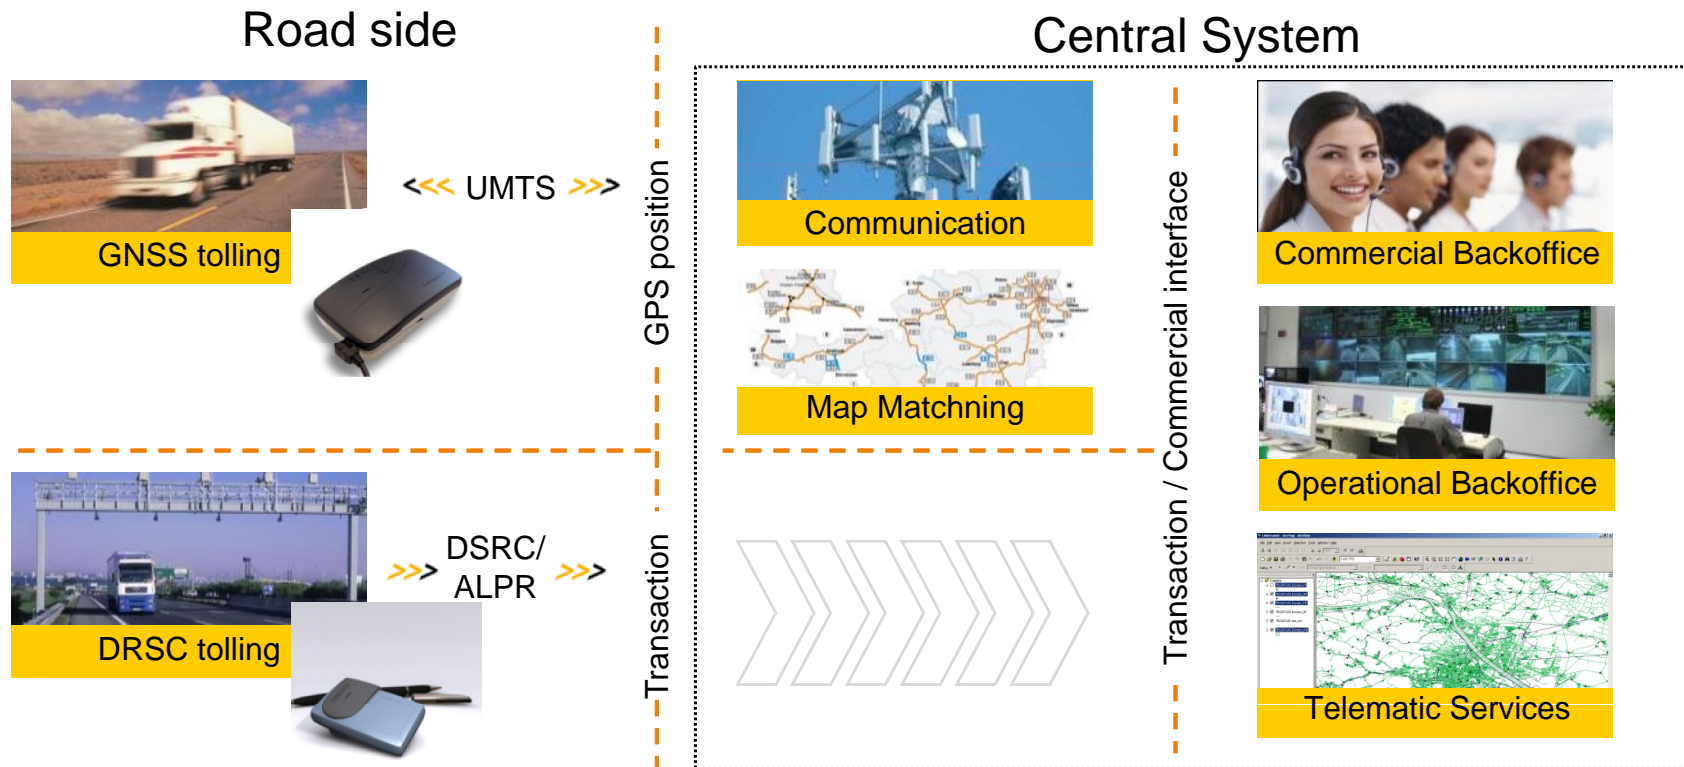 Road side
Central System
<<< UMTS >>>
GNSS tolling
GPS position
Communication
Map Matchning
Transaction / Commercial interface
Commercial Backoffice
Operational Backoffice
>>> DSRC/ >>>
ALPR
DRSC tolling
Transaction
Telematic Services